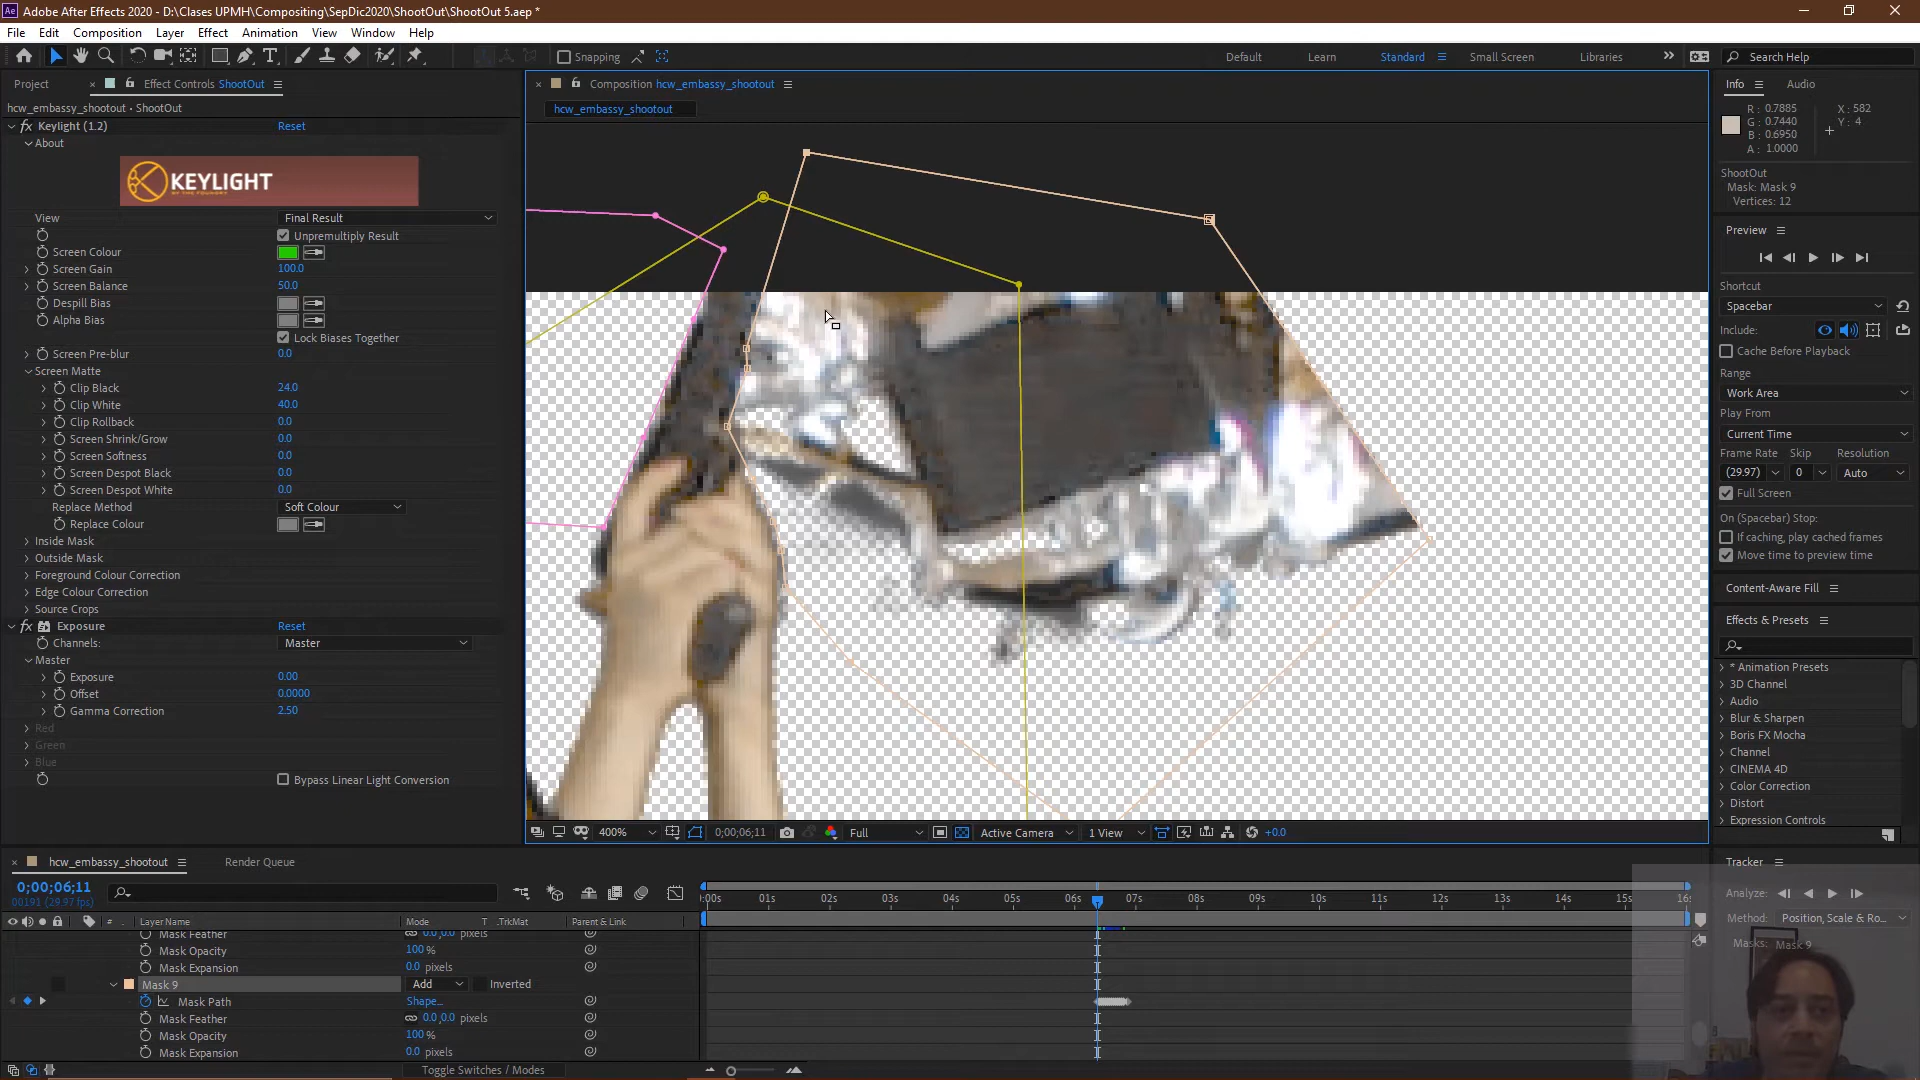 Adobe After Effects 2020 - D:\Clases UPMH\Compositing\SepDic2020\ShootOut\ShootOut 5.aep *
File Edit Composition Layer Effect Animation View Window Help
Snapping
Default Learn Standard Small Screen Libraries
Search Help
Project
Effect Controls ShootOut
hcw_embassy_shootout • ShootOut
Keylight (1.2) Reset
About
KEYLIGHT
View Final Result
Unpremultiply Result
Screen Colour
Screen Gain 100.0
Screen Balance 50.0
Despill Bias
Alpha Bias
Lock Biases Together
Screen Pre-blur 0.0
Screen Matte
Clip Black 24.0
Clip White 40.0
Clip Rollback 0.0
Screen Shrink/Grow 0.0
Screen Softness 0.0
Screen Despot Black 0.0
Screen Despot White 0.0
Replace Method Soft Colour
Replace Colour
Inside Mask
Outside Mask
Foreground Colour Correction
Edge Colour Correction
Source Crops
Exposure Reset
Channels: Master
Master
Exposure 0.00
Offset 0.0000
Gamma Correction 2.50
Red
Green
Blue
Bypass Linear Light Conversion
Composition hcw_embassy_shootout
hcw_embassy_shootout
400% 0;00;06;11 Full Active Camera 1 View +0.0
Info Audio
R : 0.7885
G : 0.7440
B : 0.6950
A : 1.0000
X : 582
Y : 4
ShootOut
Mask: Mask 9
Vertices: 12
Preview
Shortcut
Spacebar
Include:
Cache Before Playback
Range
Work Area
Play From
Current Time
Frame Rate Skip Resolution
(29.97) 0 Auto
Full Screen
On (Spacebar) Stop:
If caching, play cached frames
Move time to preview time
Content-Aware Fill
Effects & Presets
* Animation Presets
3D Channel
Audio
Blur & Sharpen
Boris FX Mocha
Channel
CINEMA 4D
Color Correction
Distort
Expression Controls
Tracker
Analyze:
Method: Position, Scale & Ro...
Masks: Mask 9
hcw_embassy_shootout
Render Queue
0;00;06;11
00191 (29.97 fps)
:00s 01s 02s 03s 04s 05s 06s 07s 08s 09s 10s 11s 12s 13s 14s 15s 16s
# Layer Name Mode T .TrkMat Parent & Link
Mask Feather 0.0,0.0 pixels
Mask Opacity 100 %
Mask Expansion 0.0 pixels
Mask 9 Add Inverted
Mask Path Shape...
Mask Feather 0.0,0.0 pixels
Mask Opacity 100 %
Mask Expansion 0.0 pixels
Toggle Switches / Modes